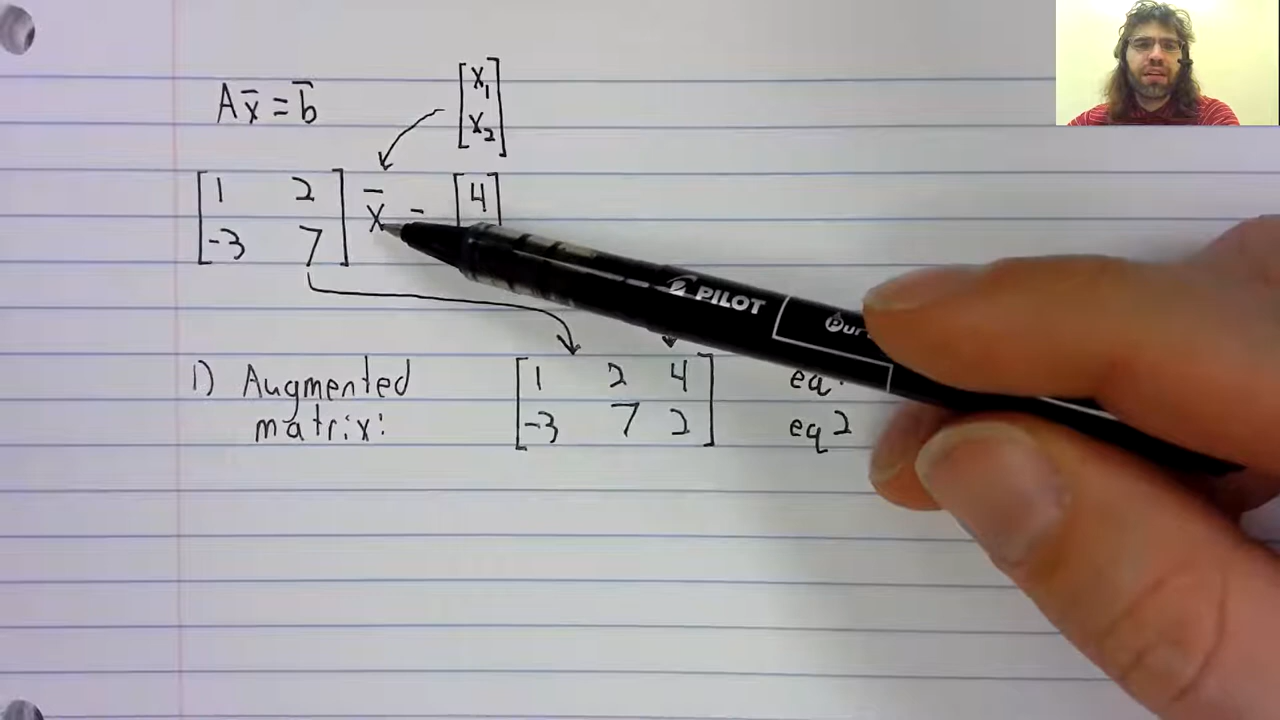 Ax̄ = b̄
[x₁
x₂]
[1 2
-3 7] x̄ = [4
1) Augmented matrix:
[1 2 4
-3 7 2]
eq
eq 2
PILOT